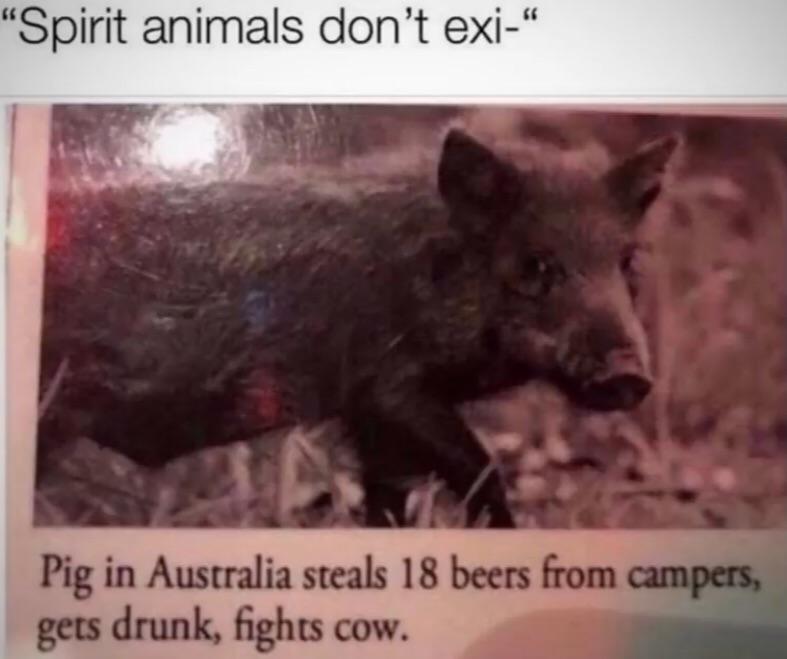 “Spirit animals don’t exi-“
Pig in Australia steals 18 beers from campers,
gets drunk, fights cow.